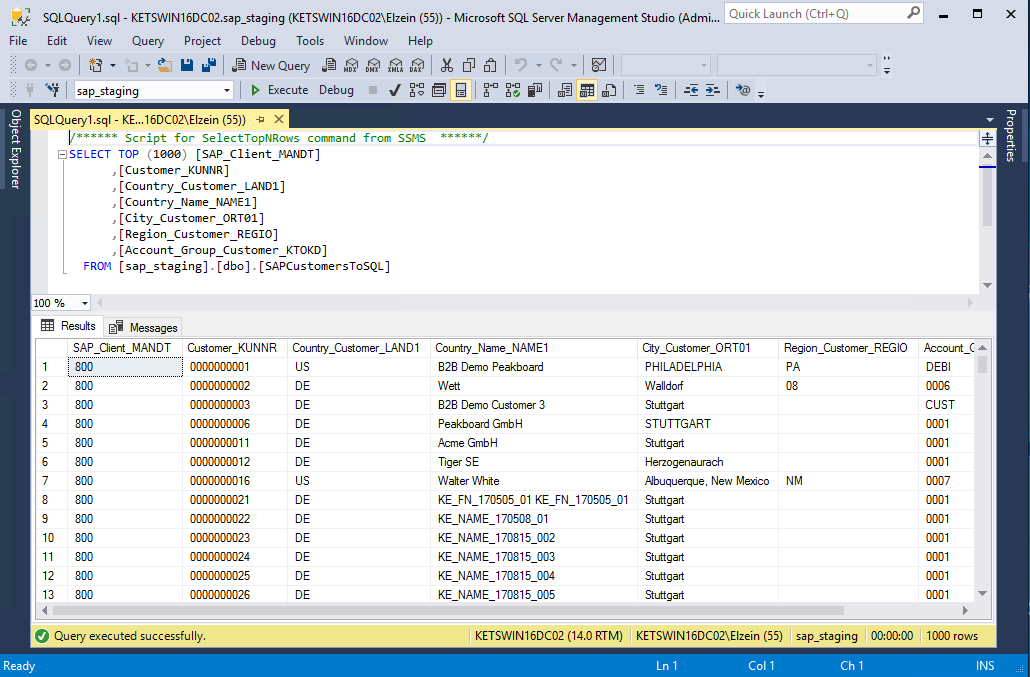 SQLQuery1.sql - KETSWIN16DC02.sap_staging (KETSWIN16DC02\Elzein (55)) - Microsoft SQL Server Management Studio (Admi...
Quick Launch (Ctrl+Q)
File Edit View Query Project Debug Tools Window Help
New Query MDX DMX XMLA DAX
sap_staging Execute Debug
Object Explorer
SQLQuery1.sql - KE...16DC02\Elzein (55))
Properties
/****** Script for SelectTopNRows command from SSMS ******/
SELECT TOP (1000) [SAP_Client_MANDT]
,[Customer_KUNNR]
,[Country_Customer_LAND1]
,[Country_Name_NAME1]
,[City_Customer_ORT01]
,[Region_Customer_REGIO]
,[Account_Group_Customer_KTOKD]
FROM [sap_staging].[dbo].[SAPCustomersToSQL]
100 %
Results Messages
SAP_Client_MANDT Customer_KUNNR Country_Customer_LAND1 Country_Name_NAME1 City_Customer_ORT01 Region_Customer_REGIO Account_G
1 800 0000000001 US B2B Demo Peakboard PHILADELPHIA PA DEBI
2 800 0000000002 DE Wett Walldorf 08 0006
3 800 0000000003 DE B2B Demo Customer 3 Stuttgart CUST
4 800 0000000006 DE Peakboard GmbH STUTTGART 0001
5 800 0000000011 DE Acme GmbH Stuttgart 0001
6 800 0000000012 DE Tiger SE Herzogenaurach 0001
7 800 0000000016 US Walter White Albuquerque, New Mexico NM 0007
8 800 0000000021 DE KE_FN_170505_01 KE_FN_170505_01 Stuttgart 0001
9 800 0000000022 DE KE_NAME_170508_01 Stuttgart 0001
10 800 0000000023 DE KE_NAME_170815_002 Stuttgart 0001
11 800 0000000024 DE KE_NAME_170815_003 Stuttgart 0001
12 800 0000000025 DE KE_NAME_170815_004 Stuttgart 0001
13 800 0000000026 DE KE_NAME_170815_005 Stuttgart 0001
Query executed successfully. KETSWIN16DC02 (14.0 RTM) KETSWIN16DC02\Elzein (55) sap_staging 00:00:00 1000 rows
Ready Ln 1 Col 1 Ch 1 INS